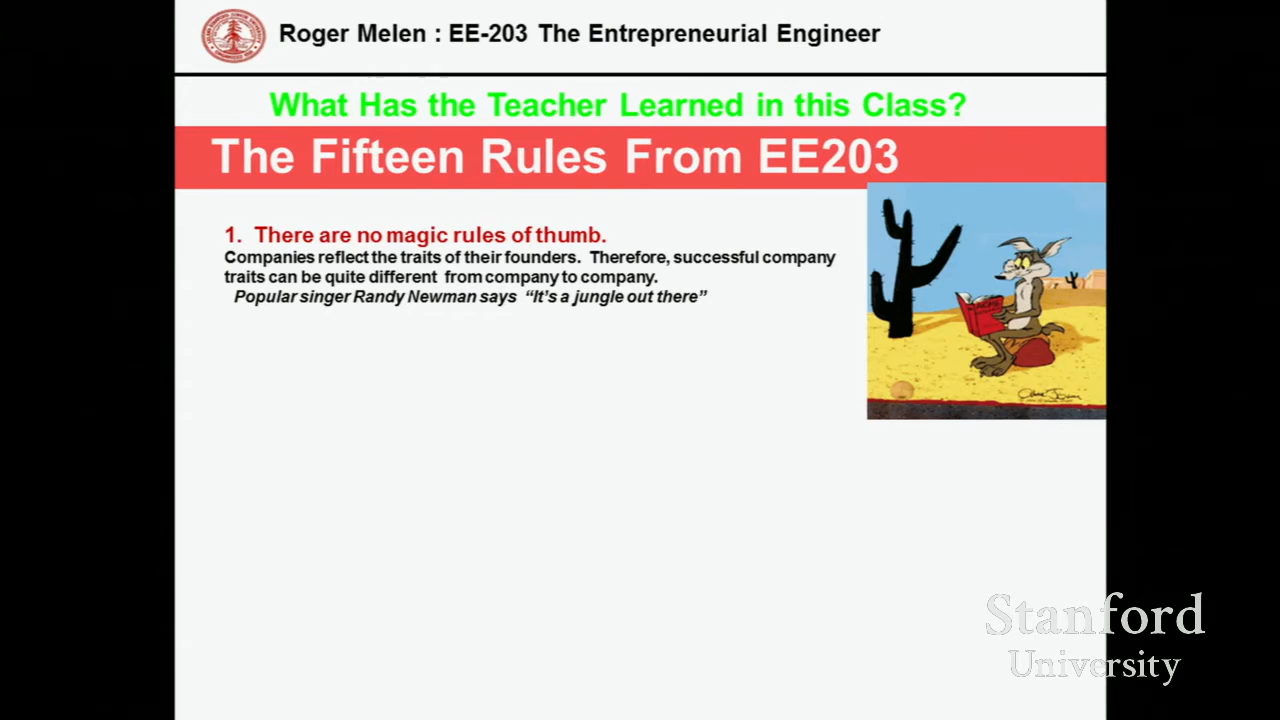 Roger Melen : EE-203 The Entrepreneurial Engineer
What Has the Teacher Learned in this Class?
The Fifteen Rules From EE203
1. There are no magic rules of thumb.
Companies reflect the traits of their founders. Therefore, successful company
traits can be quite different from company to company.
Popular singer Randy Newman says “It’s a jungle out there”
Stanford
University